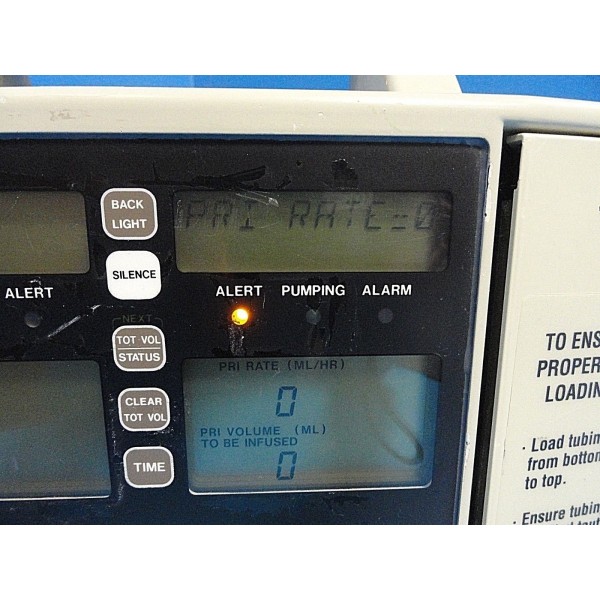 BACK
LIGHT
PRI RATE=0
SILENCE
ALERT
ALERT PUMPING ALARM
NEXT
TOT VOL
STATUS
PRI RATE (ML/HR)
0
CLEAR
TOT VOL
PRI VOLUME (ML)
TO BE INFUSED
0
TIME
TO ENS
PROPER
LOADIN
· Load tubin
from bottom
to top.
· Ensure tubin